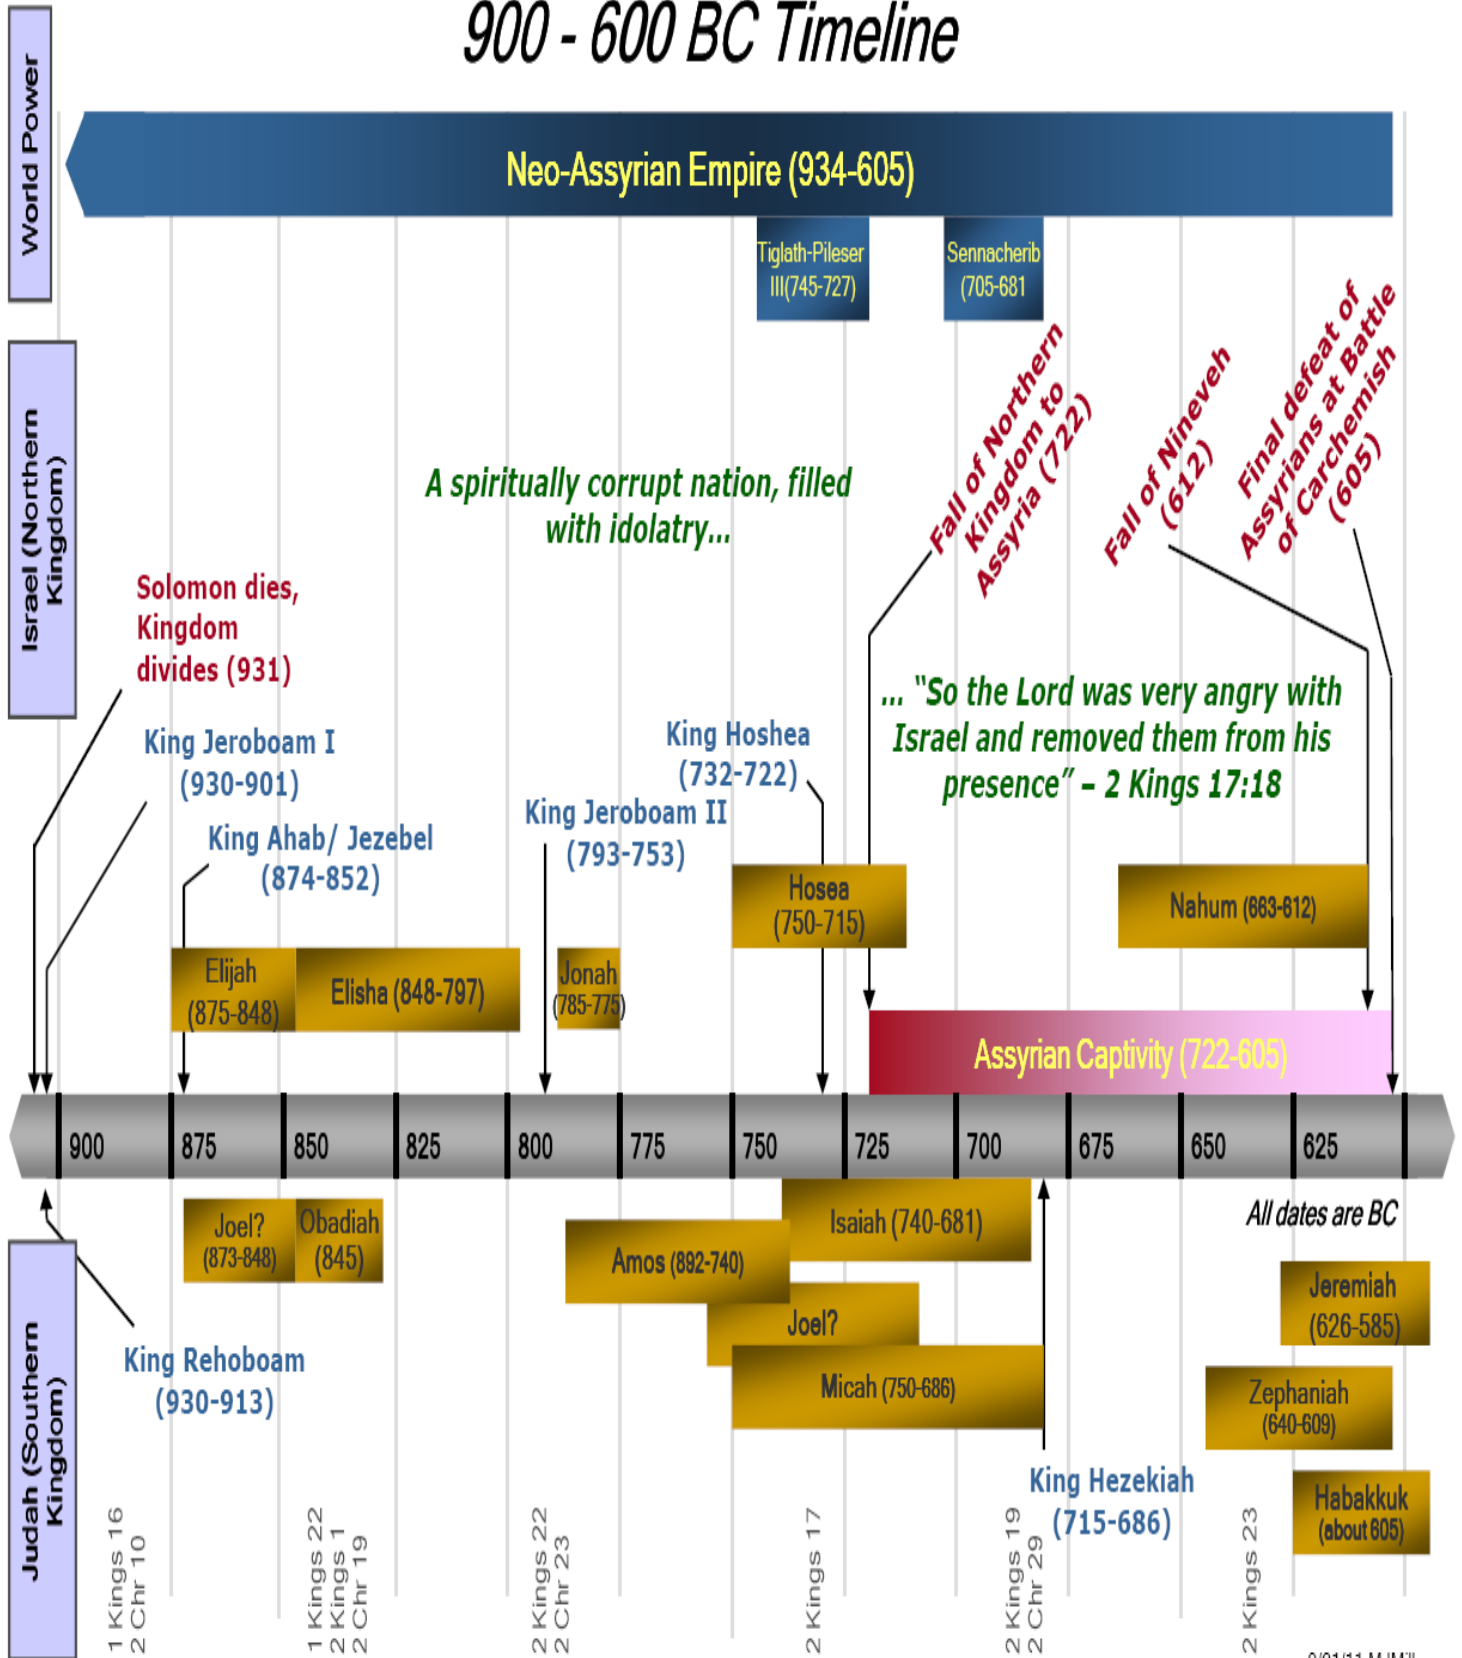 900 - 600 BC Timeline
World Power
Neo-Assyrian Empire (934-605)
Tiglath-Pileser
III(745-727)
Sennacherib
(705-681
Israel (Northern
Kingdom)
Fall of Northern
Kingdom to
Assyria (722)
Fall of Nineveh
(612)
Final defeat of
Assyrians at Battle
of Carchemish
(605)
A spiritually corrupt nation, filled
with idolatry...
Solomon dies,
Kingdom
divides (931)
... “So the Lord was very angry with
Israel and removed them from his
presence” – 2 Kings 17:18
King Jeroboam I
(930-901)
King Hoshea
(732-722)
King Jeroboam II
(793-753)
King Ahab/ Jezebel
(874-852)
Hosea
(750-715)
Nahum (663-612)
Elijah
(875-848)
Elisha (848-797)
Jonah
(785-775)
Assyrian Captivity (722-605)
900 875 850 825 800 775 750 725 700 675 650 625
All dates are BC
Joel?
(873-848)
Obadiah
(845)
Isaiah (740-681)
Amos (892-740)
Joel?
Micah (750-686)
Jeremiah
(626-585)
Zephaniah
(640-609)
Habakkuk
(about 605)
Judah (Southern
Kingdom)
King Rehoboam
(930-913)
King Hezekiah
(715-686)
1 Kings 16
2 Chr 10
1 Kings 22
2 Kings 1
2 Chr 19
2 Kings 22
2 Chr 23
2 Kings 17
2 Kings 19
2 Chr 29
2 Kings 23